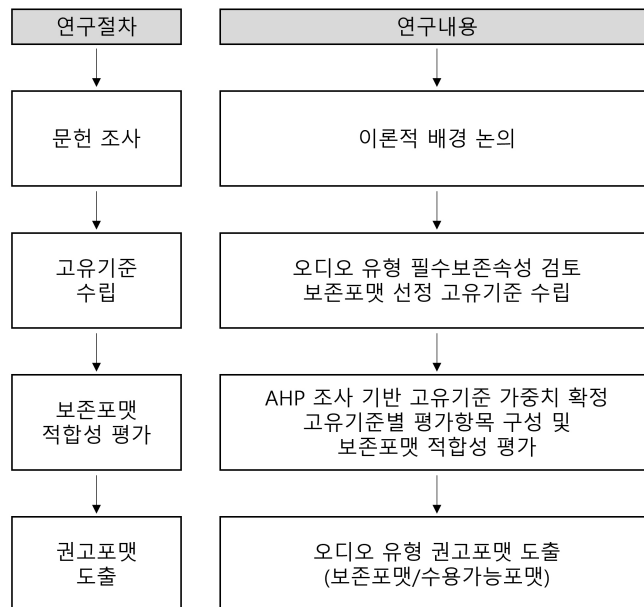 연구절차
연구내용
문헌 조사
이론적 배경 논의
고유기준
수립
오디오 유형 필수보존속성 검토
보존포맷 선정 고유기준 수립
보존포맷
적합성 평가
AHP 조사 기반 고유기준 가중치 확정
고유기준별 평가항목 구성 및
보존포맷 적합성 평가
권고포맷
도출
오디오 유형 권고포맷 도출
(보존포맷/수용가능포맷)